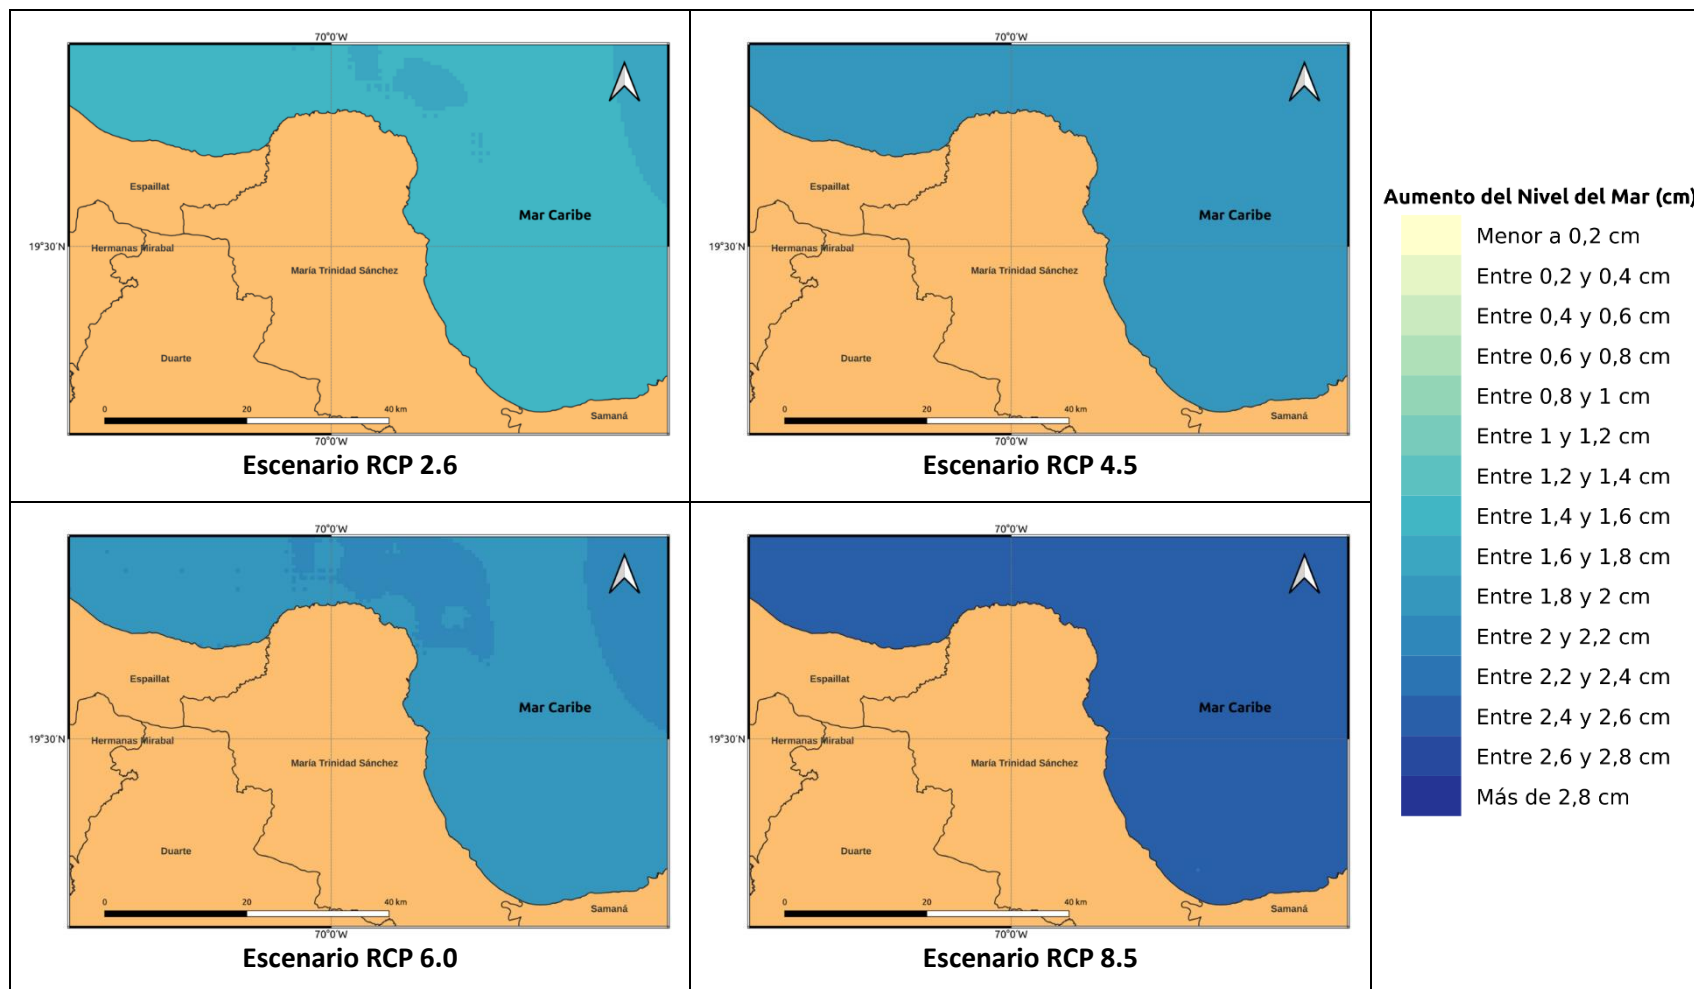 70°0'W
Espaillat
Mar Caribe
19°30'N
Hermanas Mirabal
María Trinidad Sánchez
Duarte
0 20 40 km
Samaná
70°0'W
Escenario RCP 2.6
70°0'W
Espaillat
Mar Caribe
19°30'N
Hermanas Mirabal
María Trinidad Sánchez
Duarte
0 20 40 km
Samaná
70°0'W
Escenario RCP 4.5
70°0'W
Espaillat
Mar Caribe
19°30'N
Hermanas Mirabal
María Trinidad Sánchez
Duarte
0 20 40 km
Samaná
70°0'W
Escenario RCP 6.0
70°0'W
Espaillat
Mar Caribe
19°30'N
Hermanas Mirabal
María Trinidad Sánchez
Duarte
0 20 40 km
Samaná
70°0'W
Escenario RCP 8.5
Aumento del Nivel del Mar (cm)
Menor a 0,2 cm
Entre 0,2 y 0,4 cm
Entre 0,4 y 0,6 cm
Entre 0,6 y 0,8 cm
Entre 0,8 y 1 cm
Entre 1 y 1,2 cm
Entre 1,2 y 1,4 cm
Entre 1,4 y 1,6 cm
Entre 1,6 y 1,8 cm
Entre 1,8 y 2 cm
Entre 2 y 2,2 cm
Entre 2,2 y 2,4 cm
Entre 2,4 y 2,6 cm
Entre 2,6 y 2,8 cm
Más de 2,8 cm